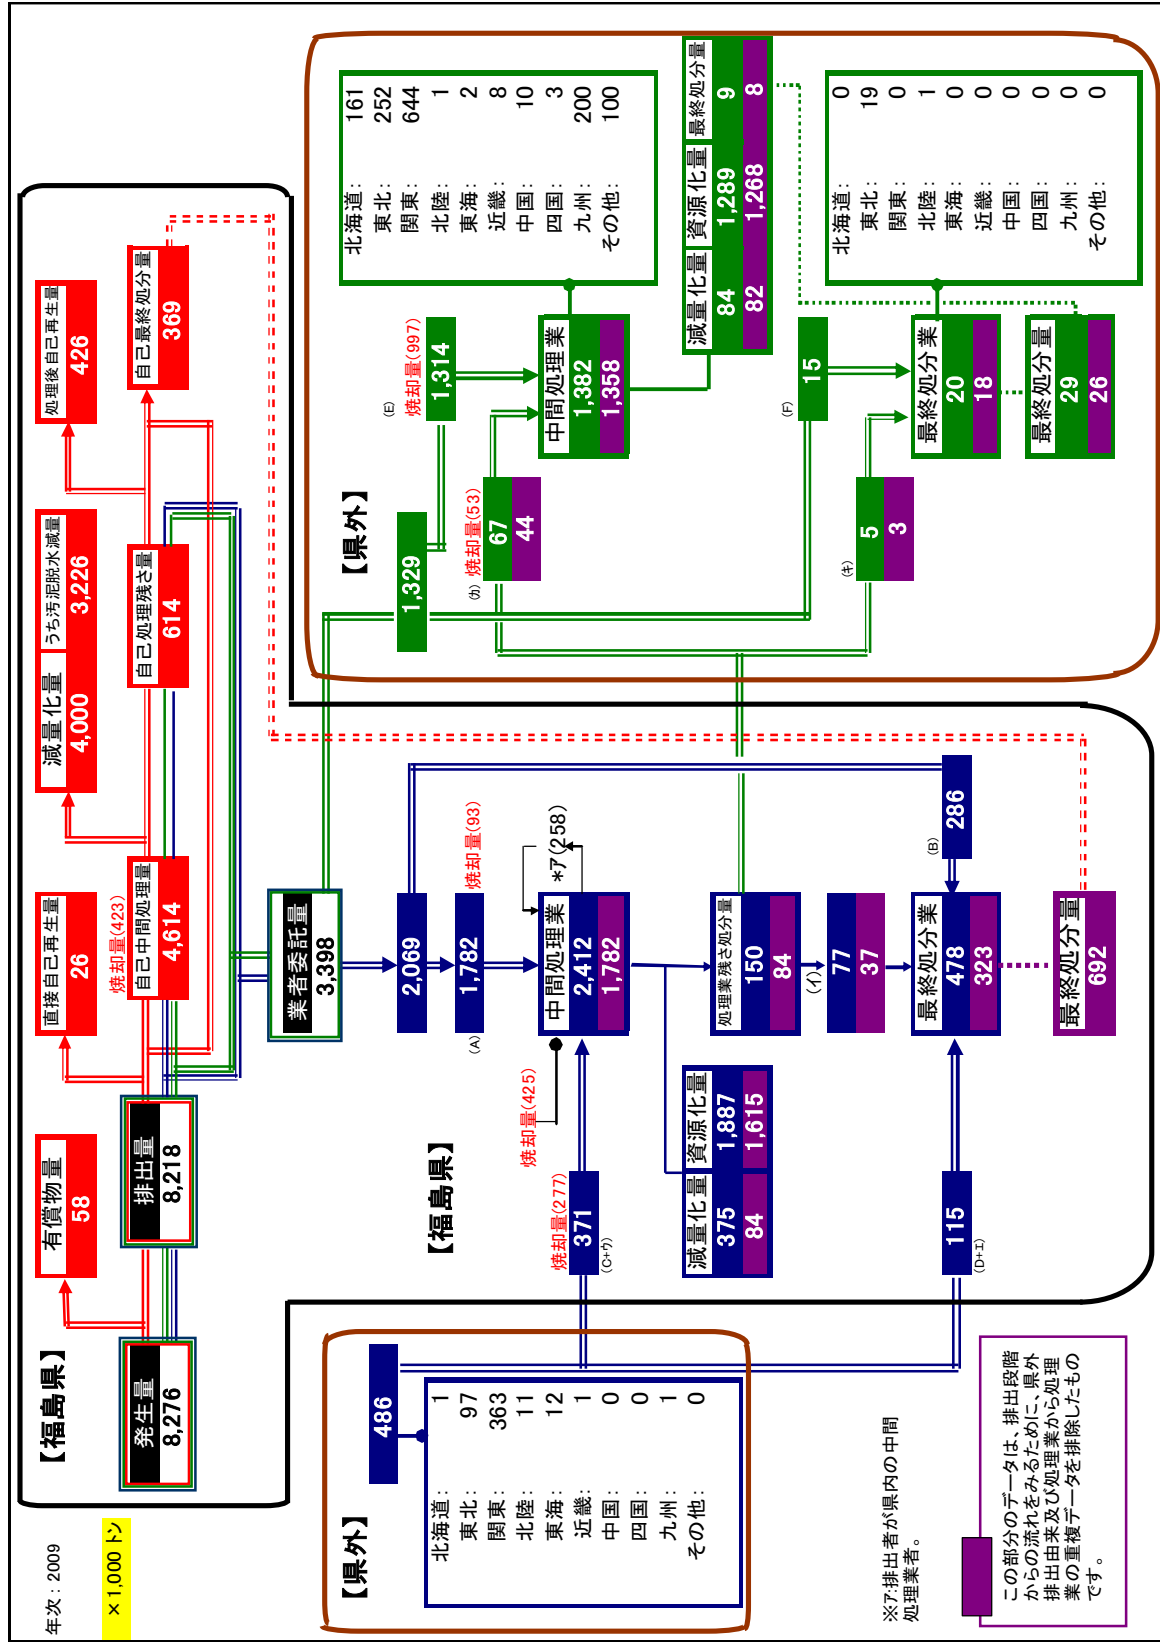 年次：2009
×1,000 トン
【福島県】
発生量
8,276
有償物量
58
排出量
8,218
直接自己再生量
26
焼却量(423)
自己中間処理量
4,614
減量化量
4,000
うち汚泥脱水減量
3,226
自己処理残さ量
614
処理後自己再生量
426
自己最終処分量
369
業者委託量
3,398
【県外】
486
北海道： 1
東北： 97
関東： 363
北陸： 11
東海： 12
近畿： 1
中国： 0
四国： 0
九州： 1
その他： 0
【福島県】
2,069
1,782
(A)
焼却量(93)
焼却量(277)
371
(C+ウ)
焼却量(425)
中間処理業
2,412
1,782
*ア(258)
減量化量
375
84
資源化量
1,887
1,615
処理業残さ処分量
150
84
(イ)
77
37
115
(D+エ)
最終処分業
478
323
(B)
286
最終処分量
692
【県外】
1,329
(E)
焼却量(997)
1,314
(カ)
焼却量(53)
67
44
中間処理業
1,382
1,358
北海道： 161
東北： 252
関東： 644
北陸： 1
東海： 2
近畿： 8
中国： 10
四国： 3
九州： 200
その他： 100
減量化量
84
82
資源化量
1,289
1,268
最終処分量
9
8
(F)
15
(キ)
5
3
最終処分業
20
18
最終処分量
29
26
北海道： 0
東北： 19
関東： 0
北陸： 1
東海： 0
近畿： 0
中国： 0
四国： 0
九州： 0
その他： 0
※ア:排出者が県内の中間
処理業者。
この部分のデータは、排出段階
からの流れをみるために、県外
排出由来及び処理業から処理
業の重複データを排除したもの
です。